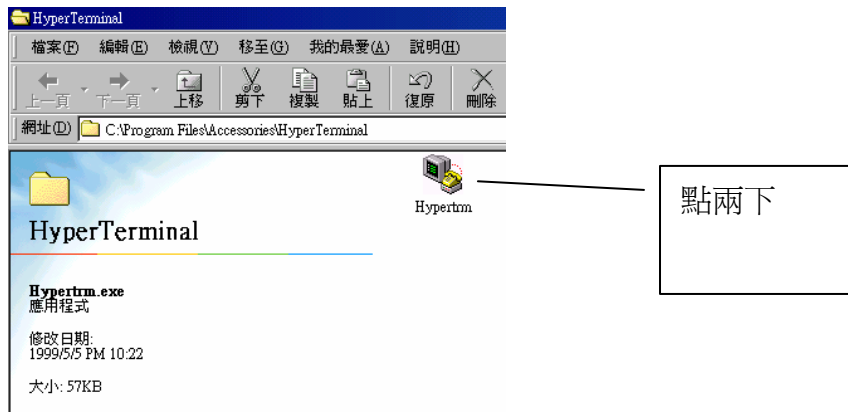 HyperTerminal
檔案(F) 編輯(E) 檢視(V) 移至(G) 我的最愛(A) 說明(H)
上一頁 下一頁 上移 剪下 複製 貼上 復原 刪除
網址(D) C:\Program Files\Accessories\HyperTerminal
Hypertrm
點兩下
HyperTerminal
Hypertrm.exe
應用程式
修改日期:
1999/5/5 PM 10:22
大小: 57KB